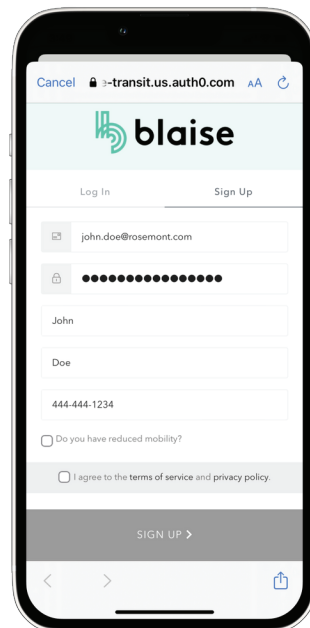 Cancel -transit.us.auth0.com AA
blaise
Log In Sign Up
john.doe@rosemont.com
●●●●●●●●●●●●●●●●
John
Doe
444-444-1234
Do you have reduced mobility?
I agree to the terms of service and privacy policy.
SIGN UP >